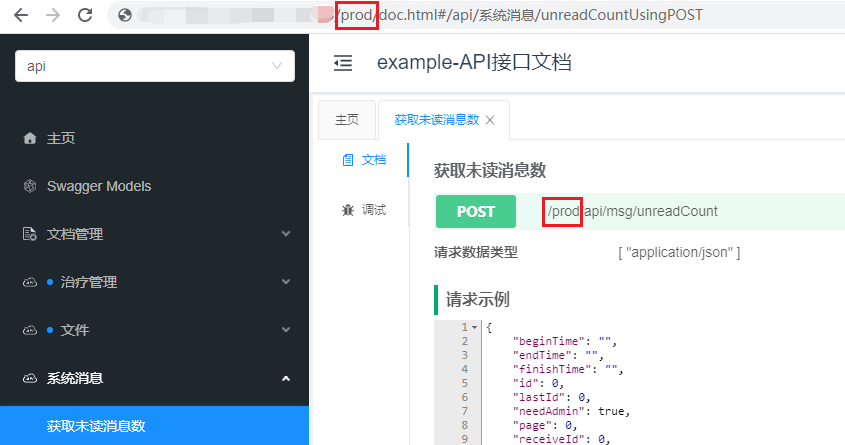 /prod/doc.html#/api/系统消息/unreadCountUsingPOST
api
example-API接口文档
主页
获取未读消息数
主页
Swagger Models
文档管理
治疗管理
文件
系统消息
获取未读消息数
文档
调试
获取未读消息数
POST /prod/api/msg/unreadCount
请求数据类型 [ "application/json" ]
请求示例
1 {
2 "beginTime": "",
3 "endTime": "",
4 "finishTime": "",
5 "id": 0,
6 "lastId": 0,
7 "needAdmin": true,
8 "page": 0,
9 "receiveId": 0,